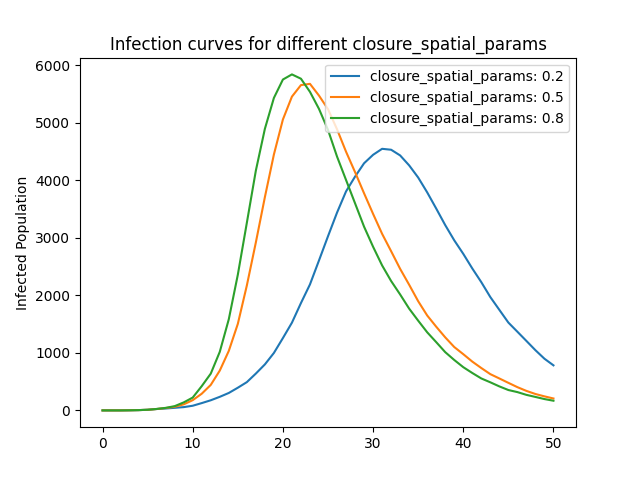 Infection curves for different closure_spatial_params
6000
5000
4000
3000
2000
1000
0
Infected Population
closure_spatial_params: 0.2
closure_spatial_params: 0.5
closure_spatial_params: 0.8
0 10 20 30 40 50